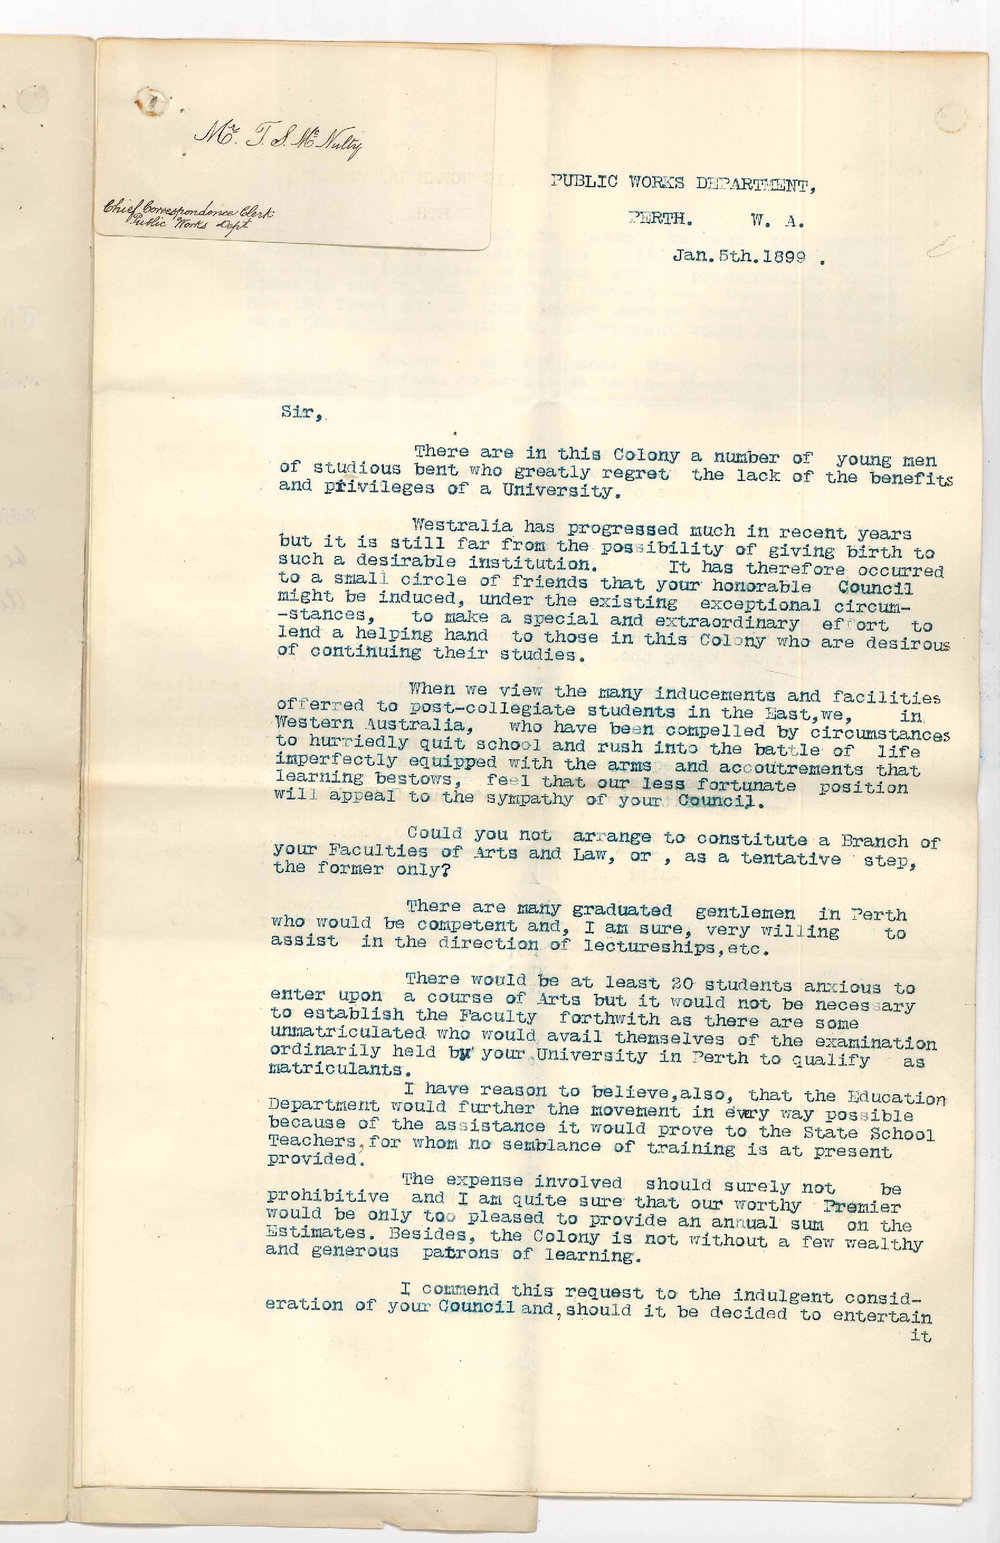 Mr. T. S. McNulty
Chief Correspondence Clerk
Public Works Dept
PUBLIC WORKS DEPARTMENT,
PERTH. W. A.
Jan.5th.1899 .
Sir,
There are in this Colony a number of young men
of studious bent who greatly regret the lack of the benefits
and privileges of a University.
Westralia has progressed much in recent years
but it is still far from the possibility of giving birth to
such a desirable institution. It has therefore occurred
to a small circle of friends that your honorable Council
might be induced, under the existing exceptional circum-
-stances, to make a special and extraordinary effort to
lend a helping hand to those in this Colony who are desirous
of continuing their studies.
When we view the many inducements and facilities
offerred to post-collegiate students in the East,we, in
Western Australia, who have been compelled by circumstances
to hurriedly quit school and rush into the battle of life
imperfectly equipped with the arms and accoutrements that
learning bestows, feel that our less fortunate position
will appeal to the sympathy of your Council.
Could you not arrange to constitute a Branch of
your Faculties of Arts and Law, or , as a tentative step,
the former only?
There are many graduated gentlemen in Perth
who would be competent and, I am sure, very willing to
assist in the direction of lectureships,etc.
There would be at least 20 students anxious to
enter upon a course of Arts but it would not be necessary
to establish the Faculty forthwith as there are some
unmatriculated who would avail themselves of the examination
ordinarily held by your University in Perth to qualify as
matriculants.
I have reason to believe,also, that the Education
Department would further the movement in every way possible
because of the assistance it would prove to the State School
Teachers,for whom no semblance of training is at present
provided.
The expense involved should surely not be
prohibitive and I am quite sure that our worthy Premier
would be only too pleased to provide an annual sum on the
Estimates. Besides, the Colony is not without a few wealthy
and generous patrons of learning.
I commend this request to the indulgent consid-
eration of your Council and,should it be decided to entertain
it